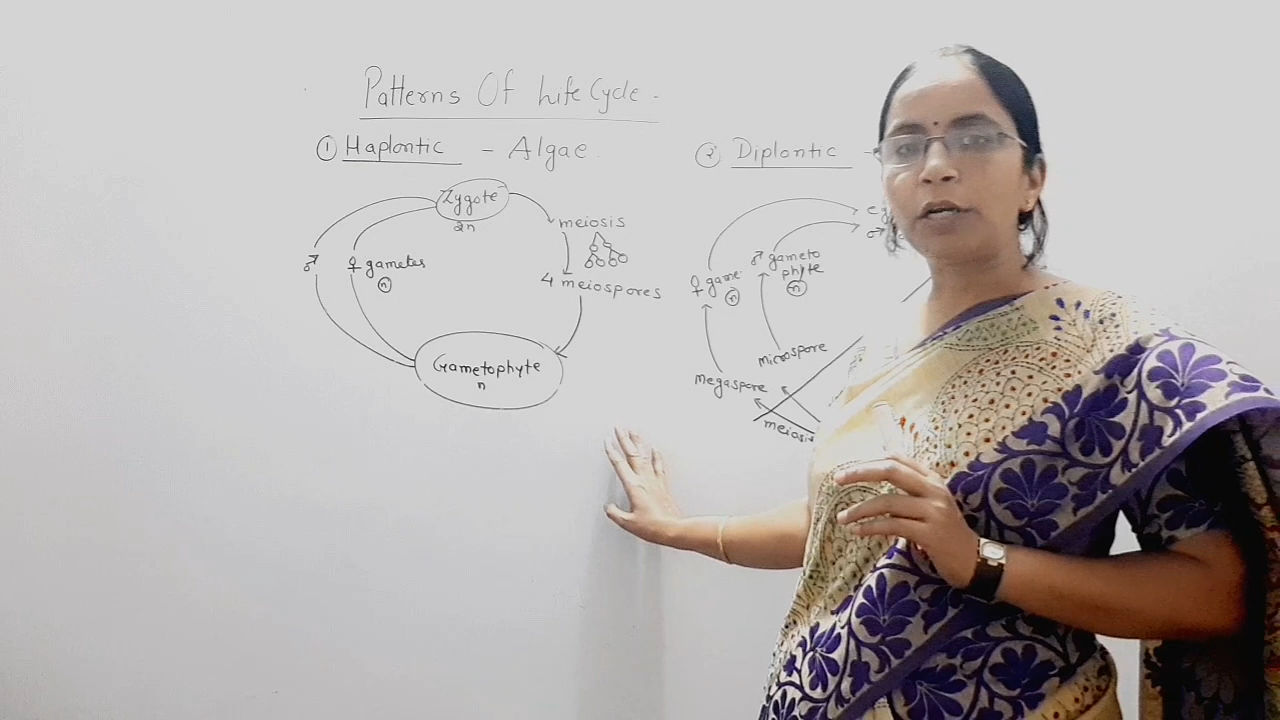 Patterns Of Life Cycle -
① Haplontic - Algae
Zygote
2n
meiosis
4 meiospores
♂ ♀ gametes
n
Gametophyte
n
② Diplontic -
♀ game
n
♂ gameto
phyte
n
microspore
megaspore
meiosis